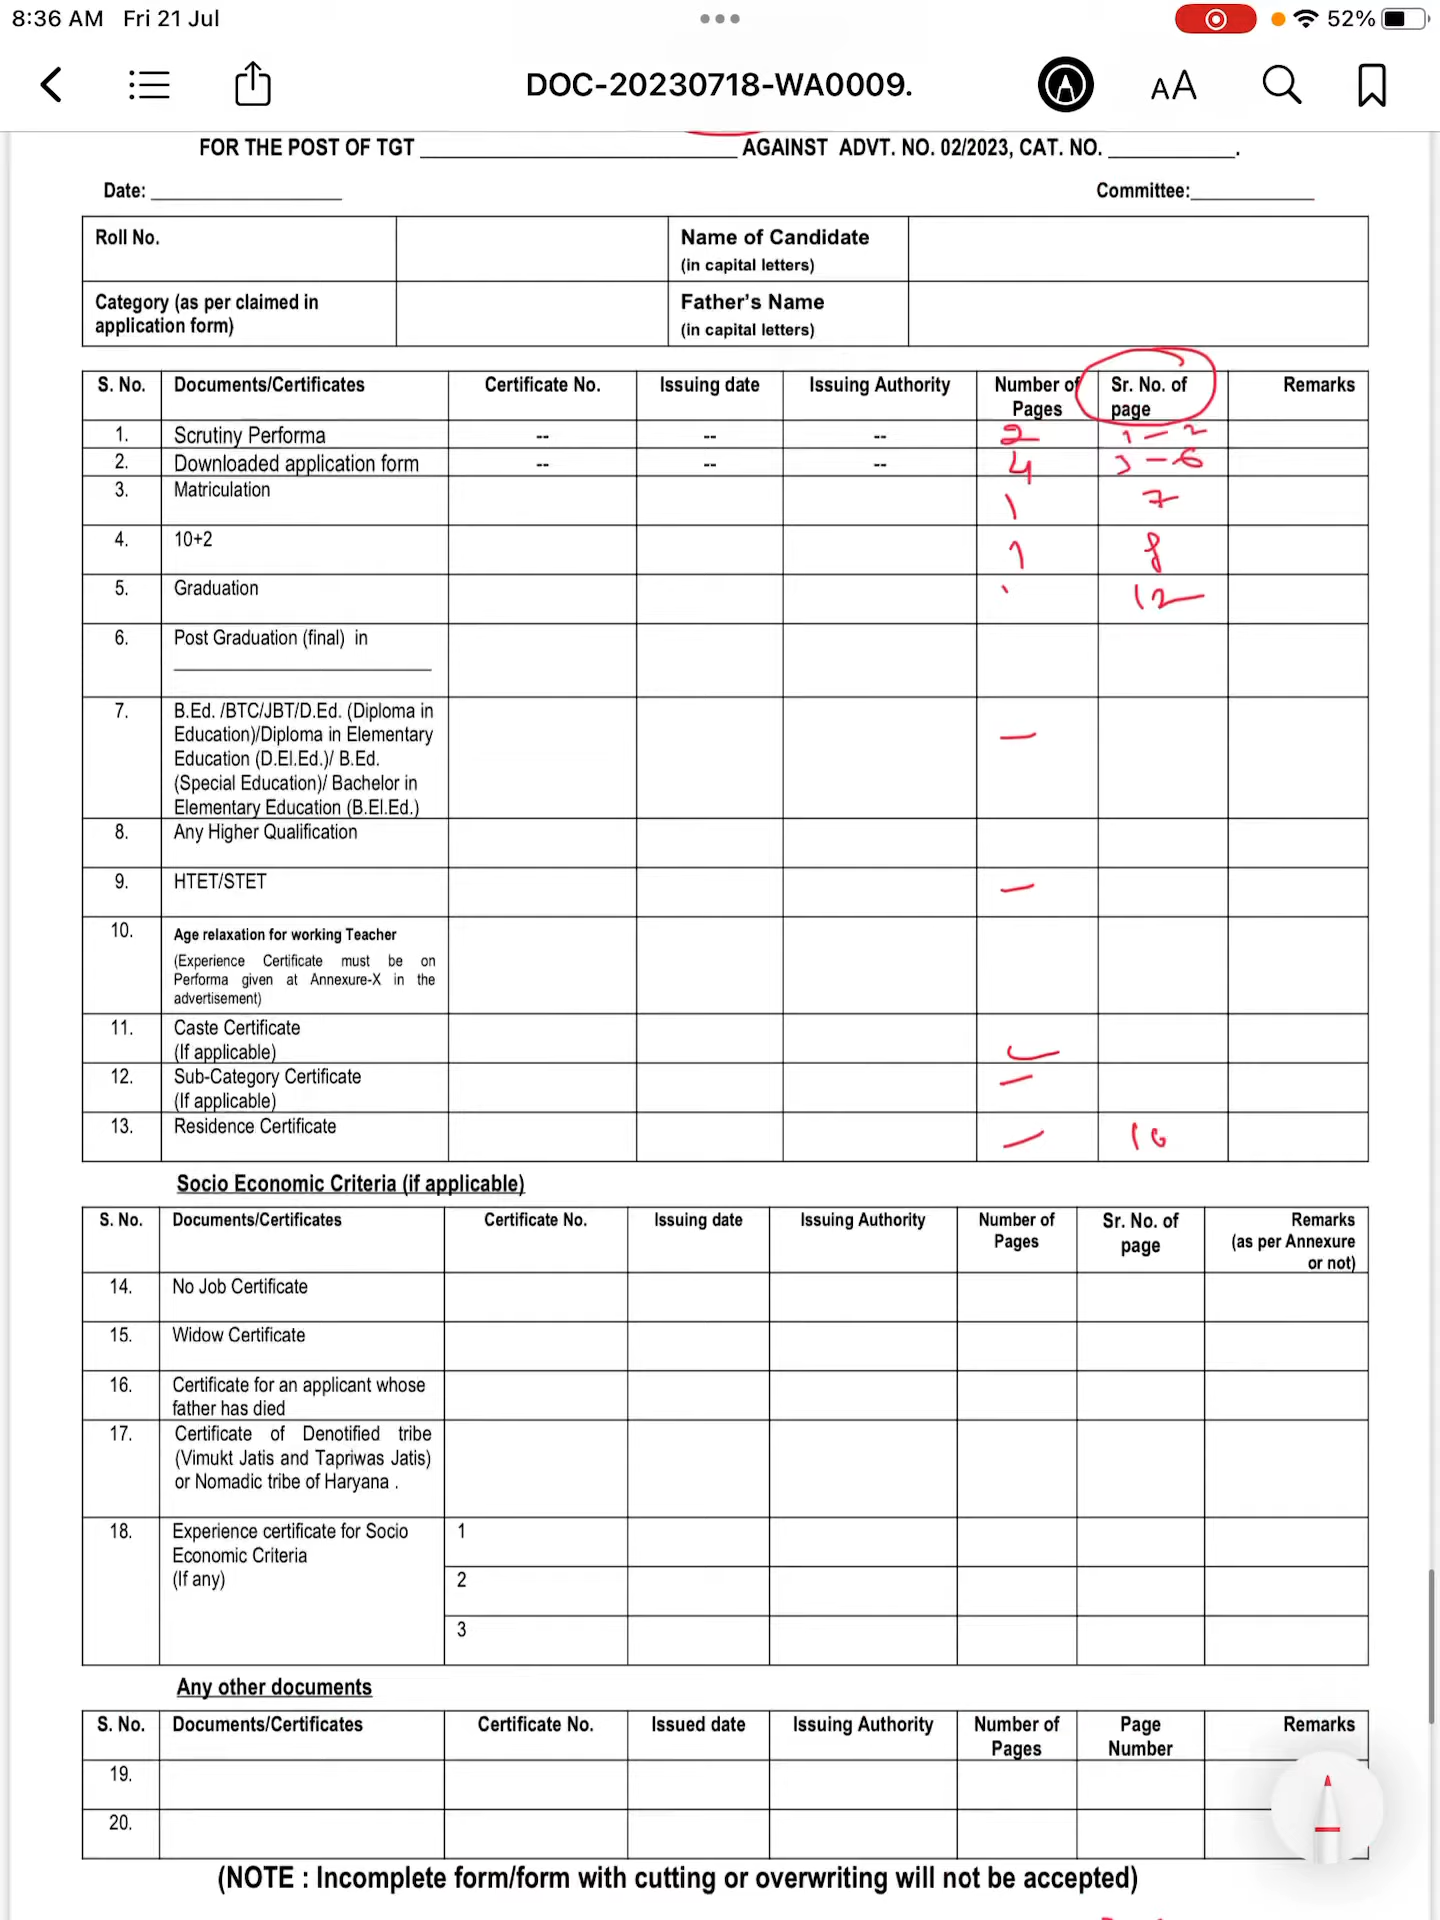 8:36 AM Fri 21 Jul
52%
DOC-20230718-WA0009.
AA
FOR THE POST OF TGT ____________ AGAINST ADVT. NO. 02/2023, CAT. NO. ____________.
Date: ____________ Committee: ____________
Roll No. Name of Candidate
(in capital letters)
Category (as per claimed in Father's Name
application form) (in capital letters)
S. No. Documents/Certificates Certificate No. Issuing date Issuing Authority Number of Sr. No. of Remarks
Pages page
1. Scrutiny Performa -- -- -- 2 1 – 2
2. Downloaded application form -- -- -- 4 3 – 6
3. Matriculation 1 7
4. 10+2 1 8
5. Graduation 12
6. Post Graduation (final) in
____________
7. B.Ed. /BTC/JBT/D.Ed. (Diploma in
Education)/Diploma in Elementary
Education (D.El.Ed.)/ B.Ed. –
(Special Education)/ Bachelor in
Elementary Education (B.El.Ed.)
8. Any Higher Qualification
9. HTET/STET –
10. Age relaxation for working Teacher
(Experience Certificate must be on
Performa given at Annexure-X in the
advertisement)
11. Caste Certificate
(If applicable)
12. Sub-Category Certificate –
(If applicable)
13. Residence Certificate –
Socio Economic Criteria (if applicable)
S. No. Documents/Certificates Certificate No. Issuing date Issuing Authority Number of Sr. No. of Remarks
Pages page (as per Annexure
or not)
14. No Job Certificate
15. Widow Certificate
16. Certificate for an applicant whose
father has died
17. Certificate of Denotified tribe
(Vimukt Jatis and Tapriwas Jatis)
or Nomadic tribe of Haryana .
18. Experience certificate for Socio 1
Economic Criteria
(If any) 2
3
Any other documents
S. No. Documents/Certificates Certificate No. Issued date Issuing Authority Number of Page Remarks
Pages Number
19.
20.
(NOTE : Incomplete form/form with cutting or overwriting will not be accepted)